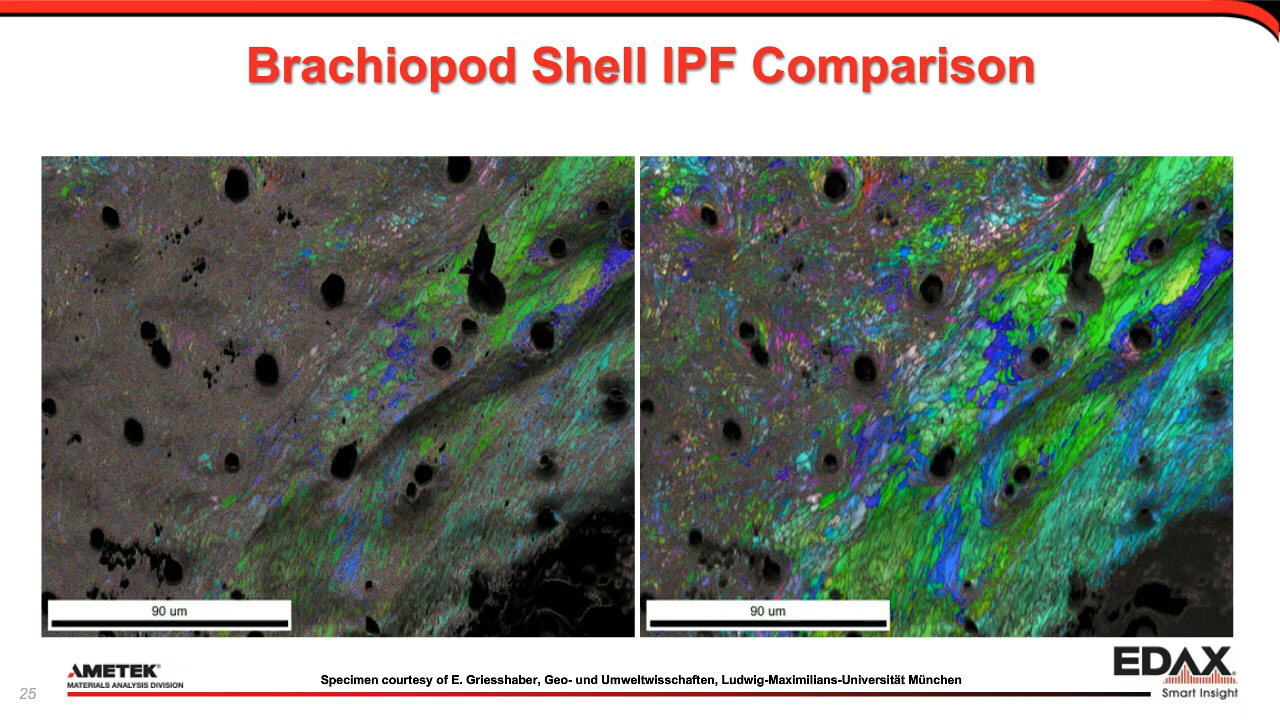 Brachiopod Shell IPF Comparison
90 um
90 um
AMETEK®
MATERIALS ANALYSIS DIVISION
Specimen courtesy of E. Griesshaber, Geo- und Umweltwisschaften, Ludwig-Maximilians-Universität München
EDAX
Smart Insight
25